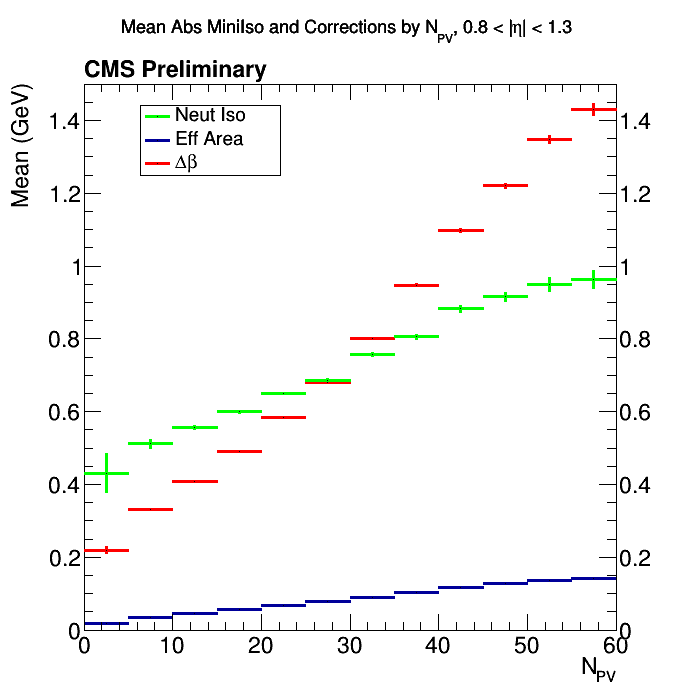 Mean Abs MiniIso and Corrections by N_PV, 0.8 < |η| < 1.3
CMS Preliminary
Mean (GeV)
Neut Iso
Eff Area
Δβ
1.4 1.4
1.2 1.2
1 1
0.8 0.8
0.6 0.6
0.4 0.4
0.2 0.2
0 0
0 10 20 30 40 50 60
N_PV